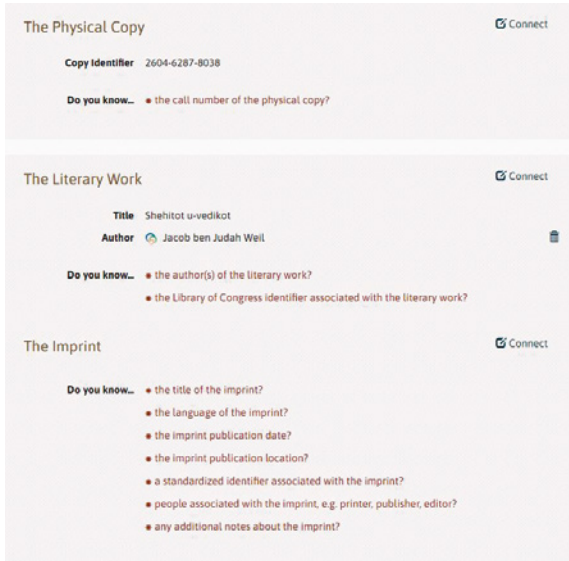 The Physical Copy
Connect
Copy Identifier 2604-6287-8038
Do you know... • the call number of the physical copy?
The Literary Work
Connect
Title Shehitot u-vedikot
Author Jacob ben Judah Weil
Do you know... • the author(s) of the literary work?
• the Library of Congress identifier associated with the literary work?
The Imprint
Connect
Do you know... • the title of the imprint?
• the language of the imprint?
• the imprint publication date?
• the imprint publication location?
• a standardized identifier associated with the imprint?
• people associated with the imprint, e.g. printer, publisher, editor?
• any additional notes about the imprint?